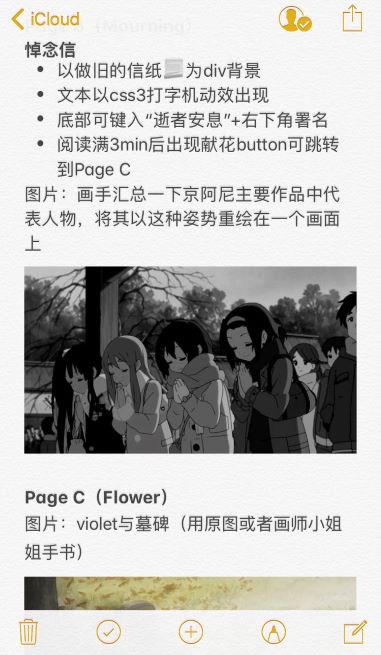 iCloud
Page B（Mourning）
悼念信
• 以做旧的信纸为div背景
• 文本以css3打字机动效出现
• 底部可键入“逝者安息”+右下角署名
• 阅读满3min后出现献花button可跳转
到Page C
图片：画手汇总一下京阿尼主要作品中代
表人物，将其以这种姿势重绘在一个画面
上
Page C（Flower）
图片：violet与墓碑（用原图或者画师小姐
姐手书）